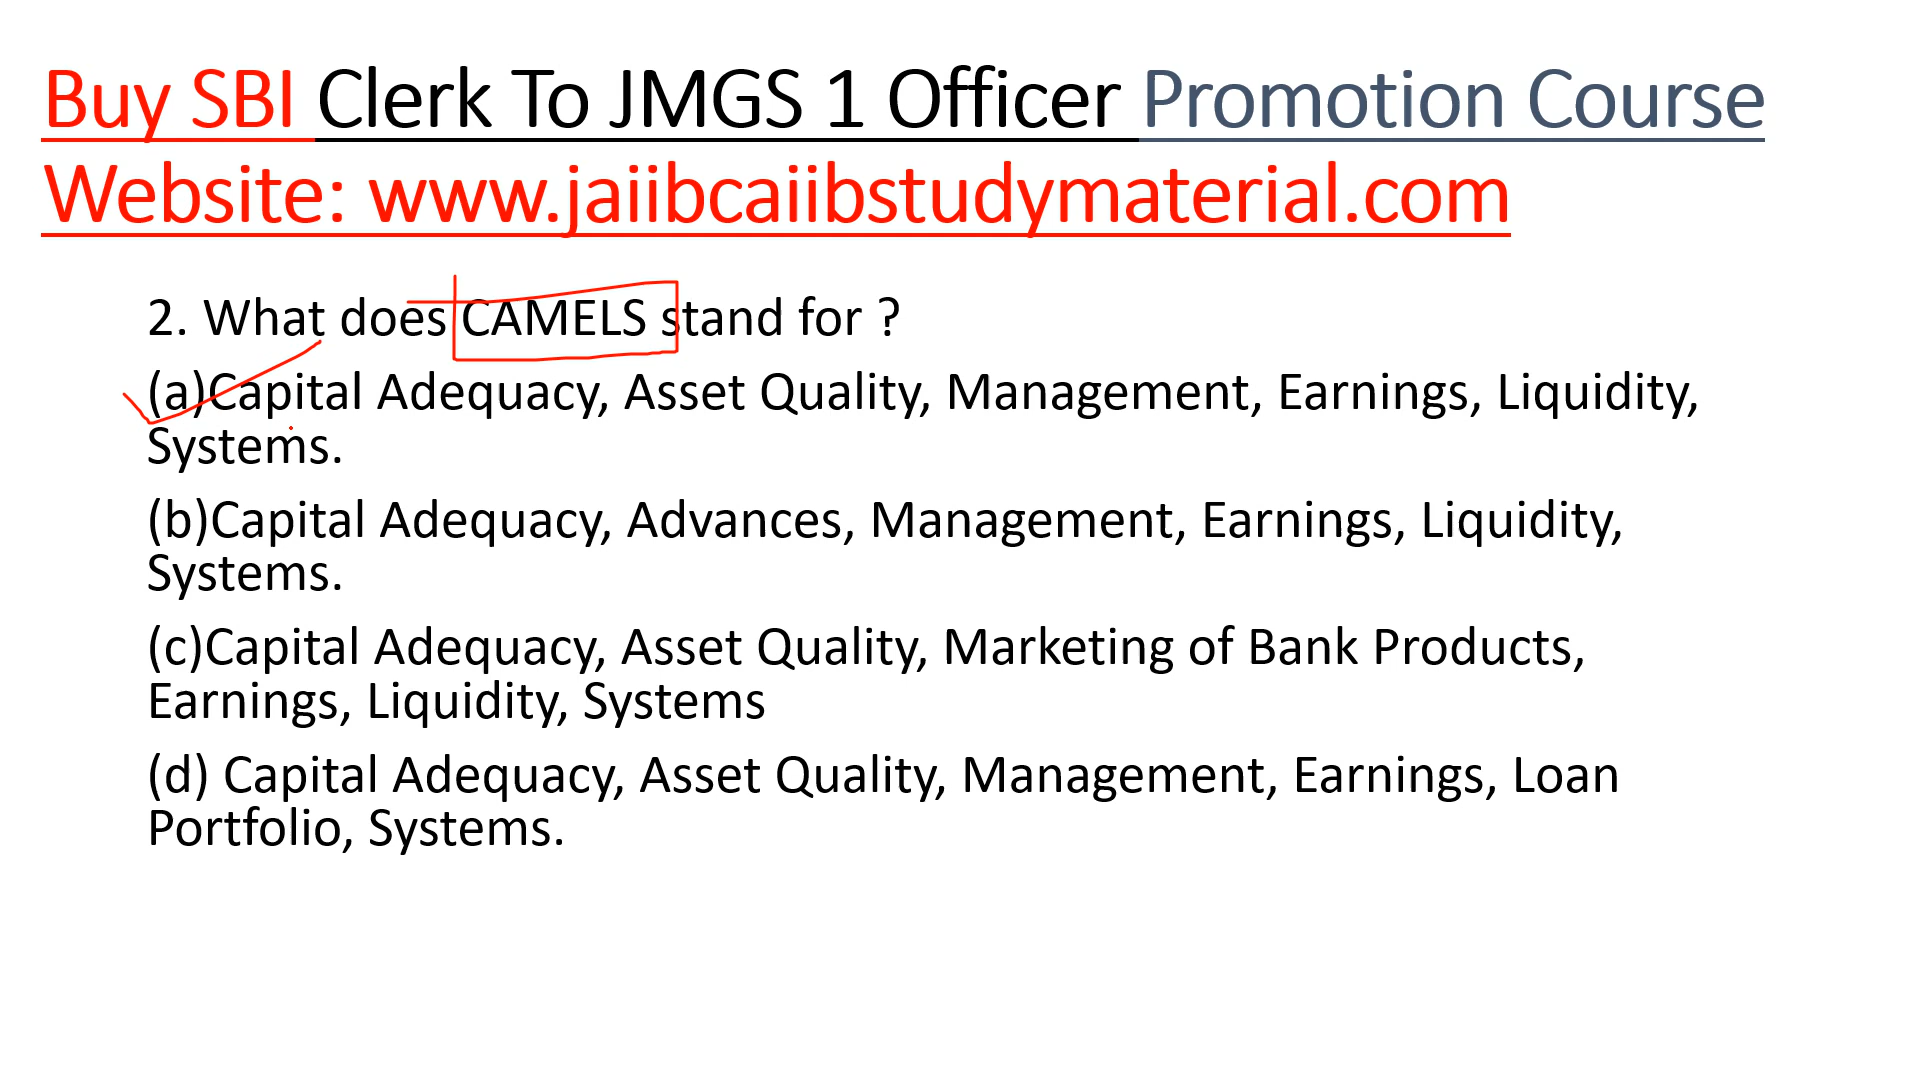 Buy SBI Clerk To JMGS 1 Officer Promotion Course
Website: www.jaiibcaiibstudymaterial.com
2. What does CAMELS stand for ?
(a)Capital Adequacy, Asset Quality, Management, Earnings, Liquidity,
Systems.
(b)Capital Adequacy, Advances, Management, Earnings, Liquidity,
Systems.
(c)Capital Adequacy, Asset Quality, Marketing of Bank Products,
Earnings, Liquidity, Systems
(d) Capital Adequacy, Asset Quality, Management, Earnings, Loan
Portfolio, Systems.